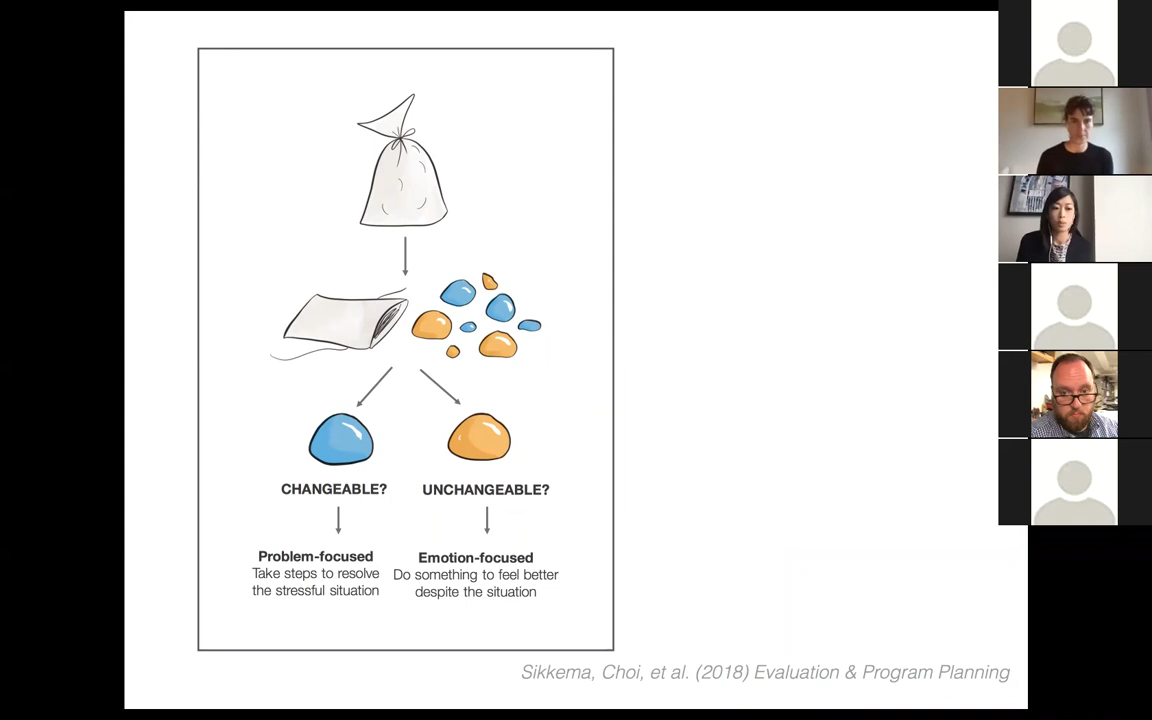 CHANGEABLE?
UNCHANGEABLE?
Problem-focused
Take steps to resolve
the stressful situation
Emotion-focused
Do something to feel better
despite the situation
Sikkema, Choi, et al. (2018) Evaluation & Program Planning